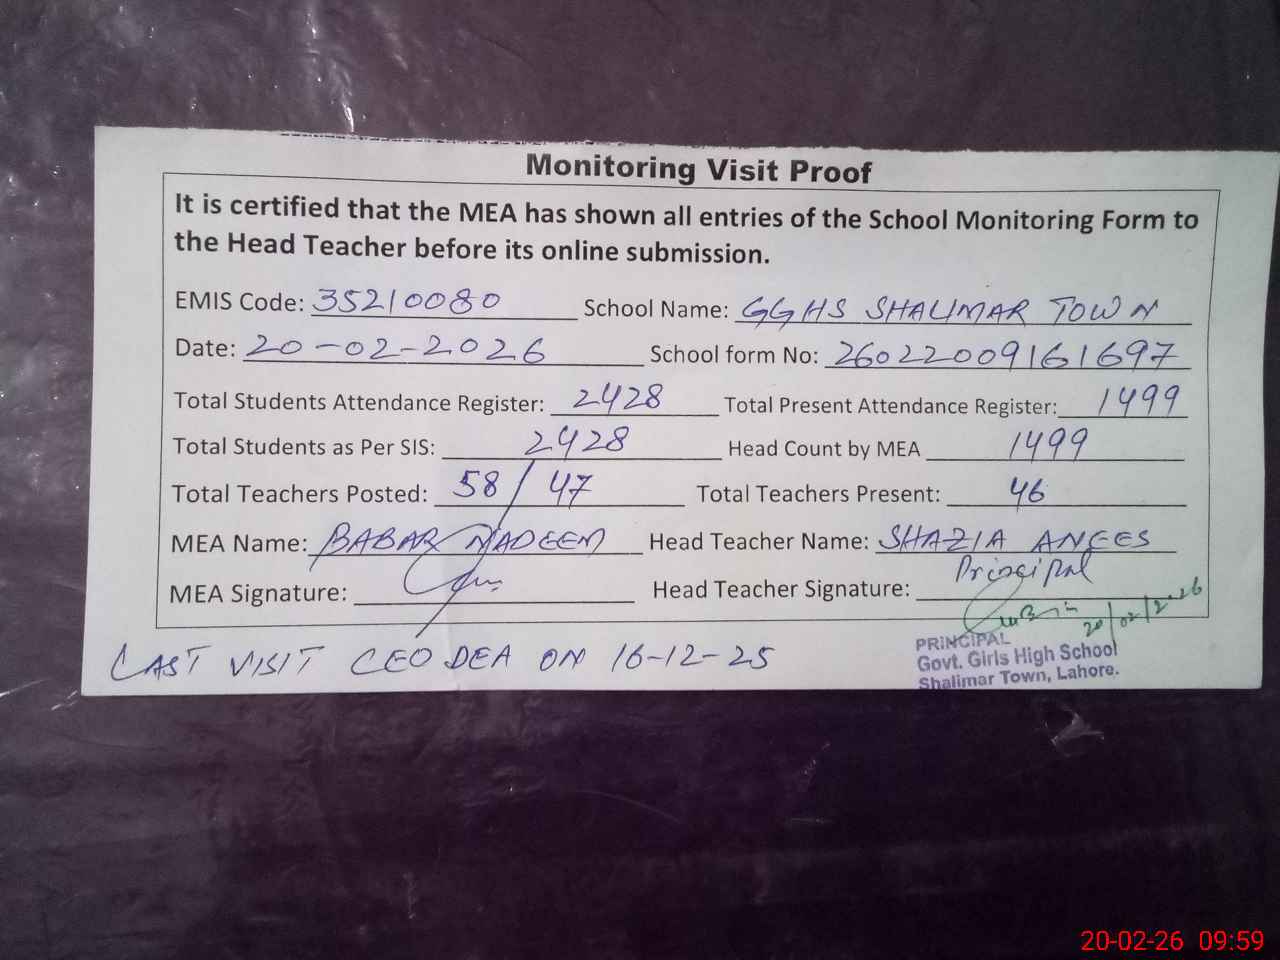 Monitoring Visit Proof
It is certified that the MEA has shown all entries of the School Monitoring Form to
the Head Teacher before its online submission.
EMIS Code: 35210080 School Name: GGHS SHALIMAR TOWN
Date: 20-02-2026 School form No: 26022009161697
Total Students Attendance Register: 2428 Total Present Attendance Register: 1499
Total Students as Per SIS: 2428 Head Count by MEA 1499
Total Teachers Posted: 58 / 47 Total Teachers Present: 46
MEA Name: BABAR NADEEM Head Teacher Name: SHAZIA ANEES
MEA Signature: Head Teacher Signature: Principal
20/02/2026
PRINCIPAL
Govt. Girls High School
Shalimar Town, Lahore.
LAST VISIT CEO DEA ON 16-12-25
20-02-26 09:59